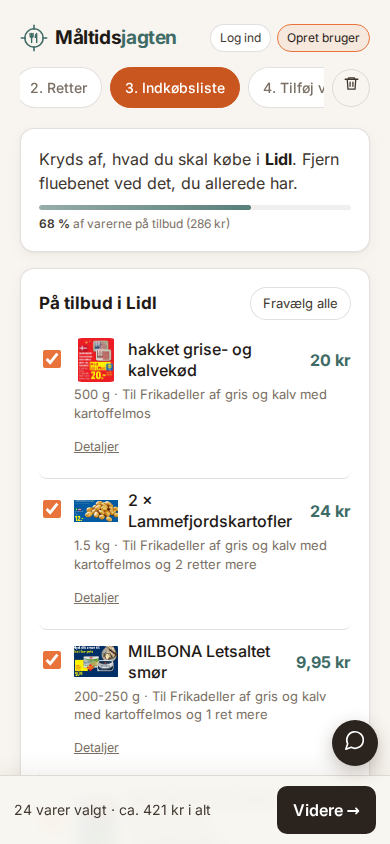 Måltidsjagten
Log ind
Opret bruger
2. Retter
3. Indkøbsliste
4. Tilføj v
Kryds af, hvad du skal købe i Lidl. Fjern
fluebenet ved det, du allerede har.
68 % af varerne på tilbud (286 kr)
På tilbud i Lidl
Fravælg alle
hakket grise- og
kalvekød
20 kr
500 g · Til Frikadeller af gris og kalv med
kartoffelmos
Detaljer
2 ×
Lammefjordskartofler
24 kr
1.5 kg · Til Frikadeller af gris og kalv med
kartoffelmos og 2 retter mere
Detaljer
MILBONA Letsaltet
smør
9,95 kr
200-250 g · Til Frikadeller af gris og kalv
med kartoffelmos og 1 ret mere
Detaljer
24 varer valgt · ca. 421 kr i alt
Videre →